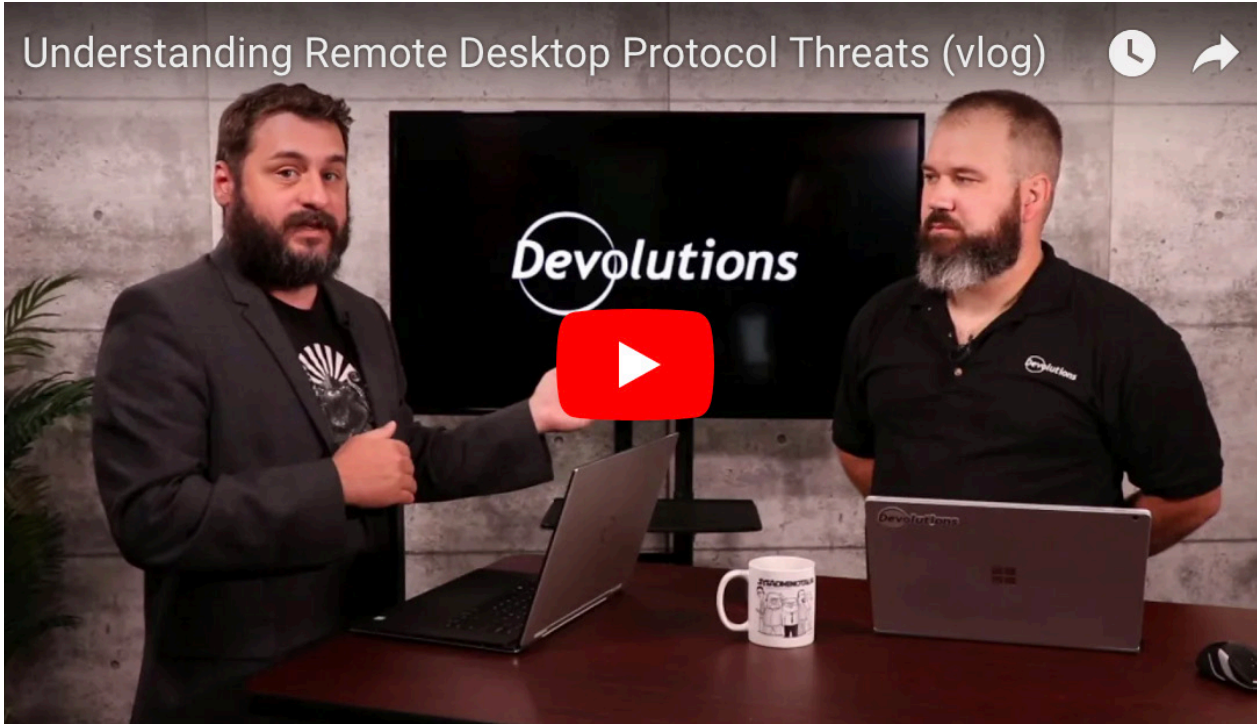 Understanding Remote Desktop Protocol Threats (vlog)
Devolutions
Devolutions
Devolutions